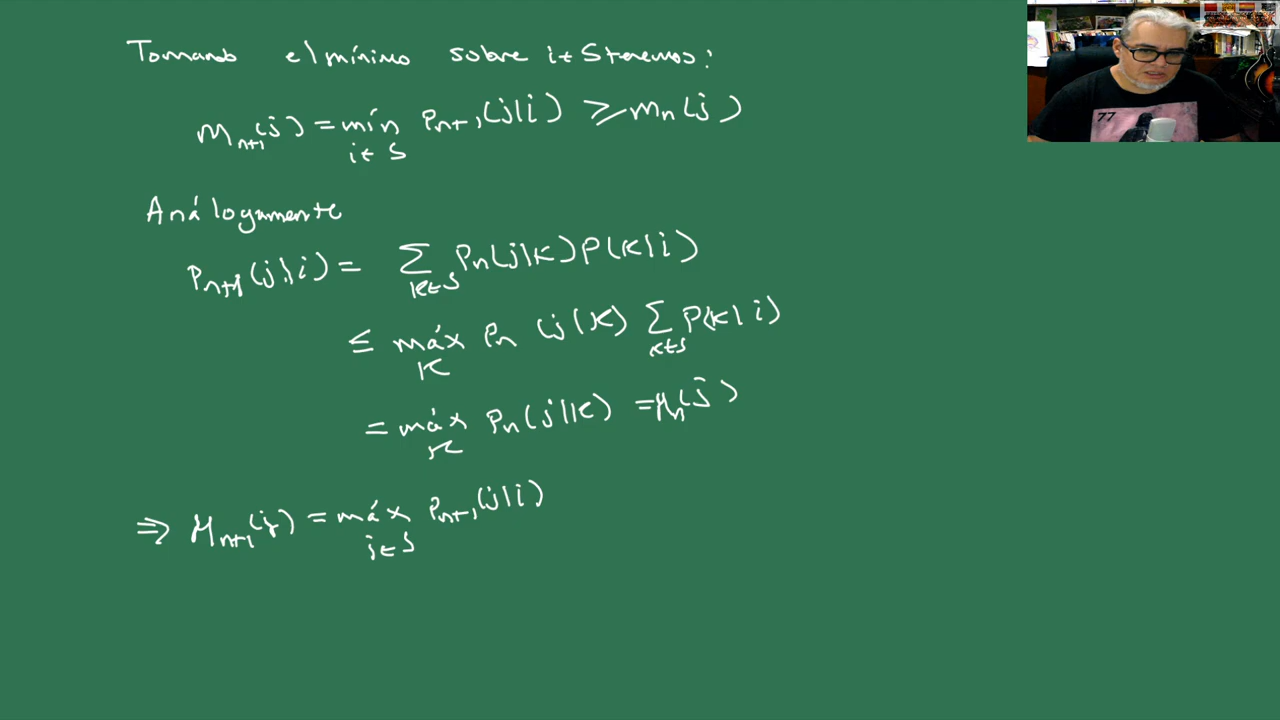 Tomando el mínimo sobre i ∈ S tenemos:
m_{n+1}(j) = mín_{i∈S} P_{n+1}(j|i) ≥ m_n(j)
Análogamente
P_{n+1}(j|i) = Σ_{k∈S} P_n(j|k) P(k|i)
≤ máx_K P_n(j|K) Σ_{k∈S} P(k|i)
= máx_K P_n(j|k) = M_n(j)
⇒ M_{n+1}(j) = máx_{i∈S} P_{n+1}(j|i)
77